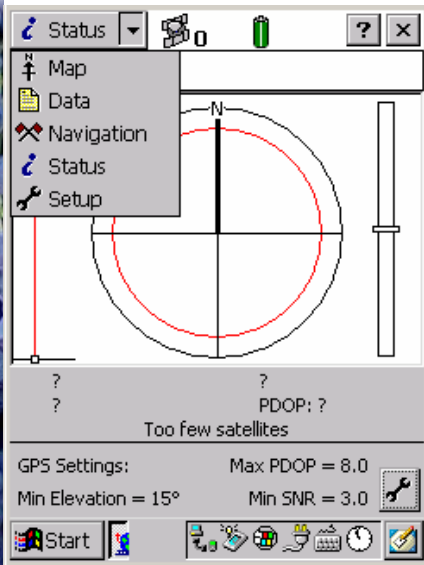 Status 0 ? ×
Map
Data
Navigation
Status
Setup
N
? ?
? PDOP: ?
Too few satellites
GPS Settings: Max PDOP = 8.0
Min Elevation = 15° Min SNR = 3.0
Start